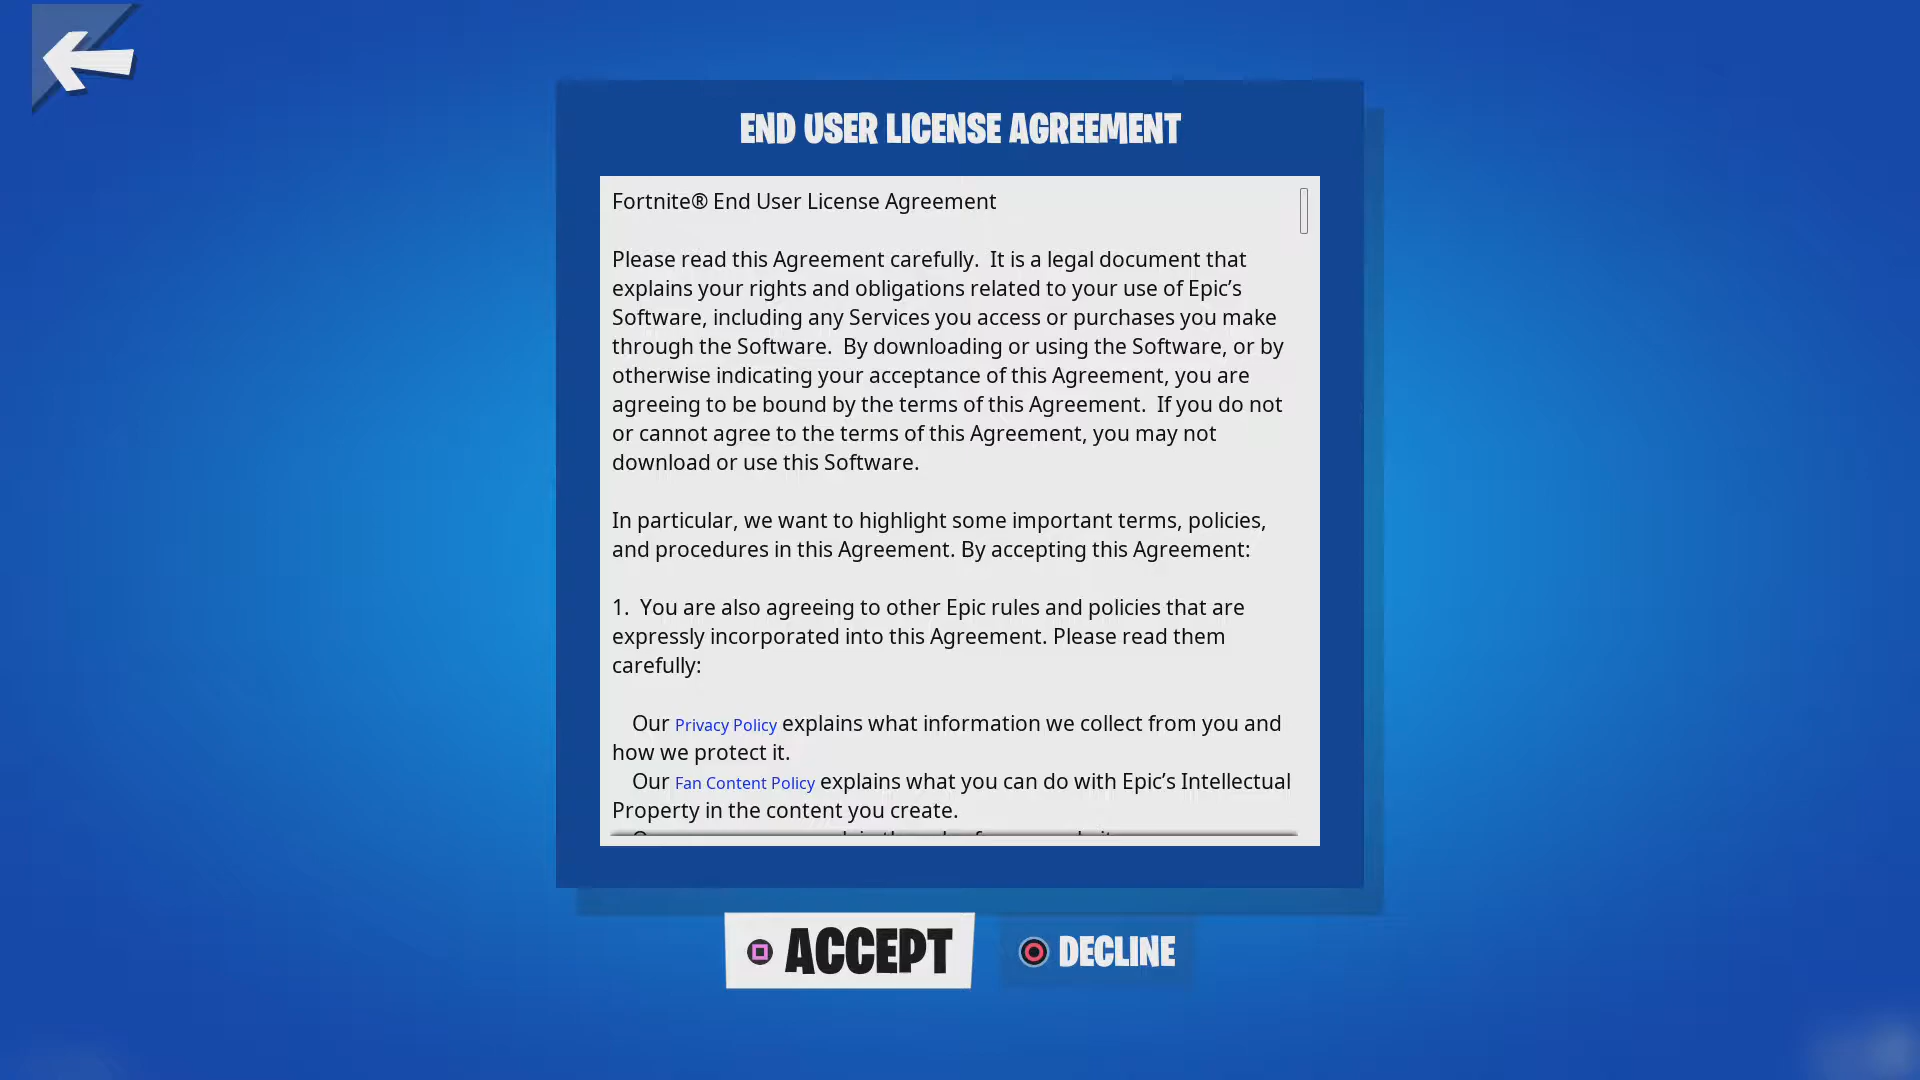 END USER LICENSE AGREEMENT
Fortnite® End User License Agreement
Please read this Agreement carefully.  It is a legal document that
explains your rights and obligations related to your use of Epic’s
Software, including any Services you access or purchases you make
through the Software.  By downloading or using the Software, or by
otherwise indicating your acceptance of this Agreement, you are
agreeing to be bound by the terms of this Agreement.  If you do not
or cannot agree to the terms of this Agreement, you may not
download or use this Software.
In particular, we want to highlight some important terms, policies,
and procedures in this Agreement. By accepting this Agreement:
1.  You are also agreeing to other Epic rules and policies that are
expressly incorporated into this Agreement. Please read them
carefully:
Our Privacy Policy explains what information we collect from you and
how we protect it.
Our Fan Content Policy explains what you can do with Epic’s Intellectual
Property in the content you create.
ACCEPT
DECLINE